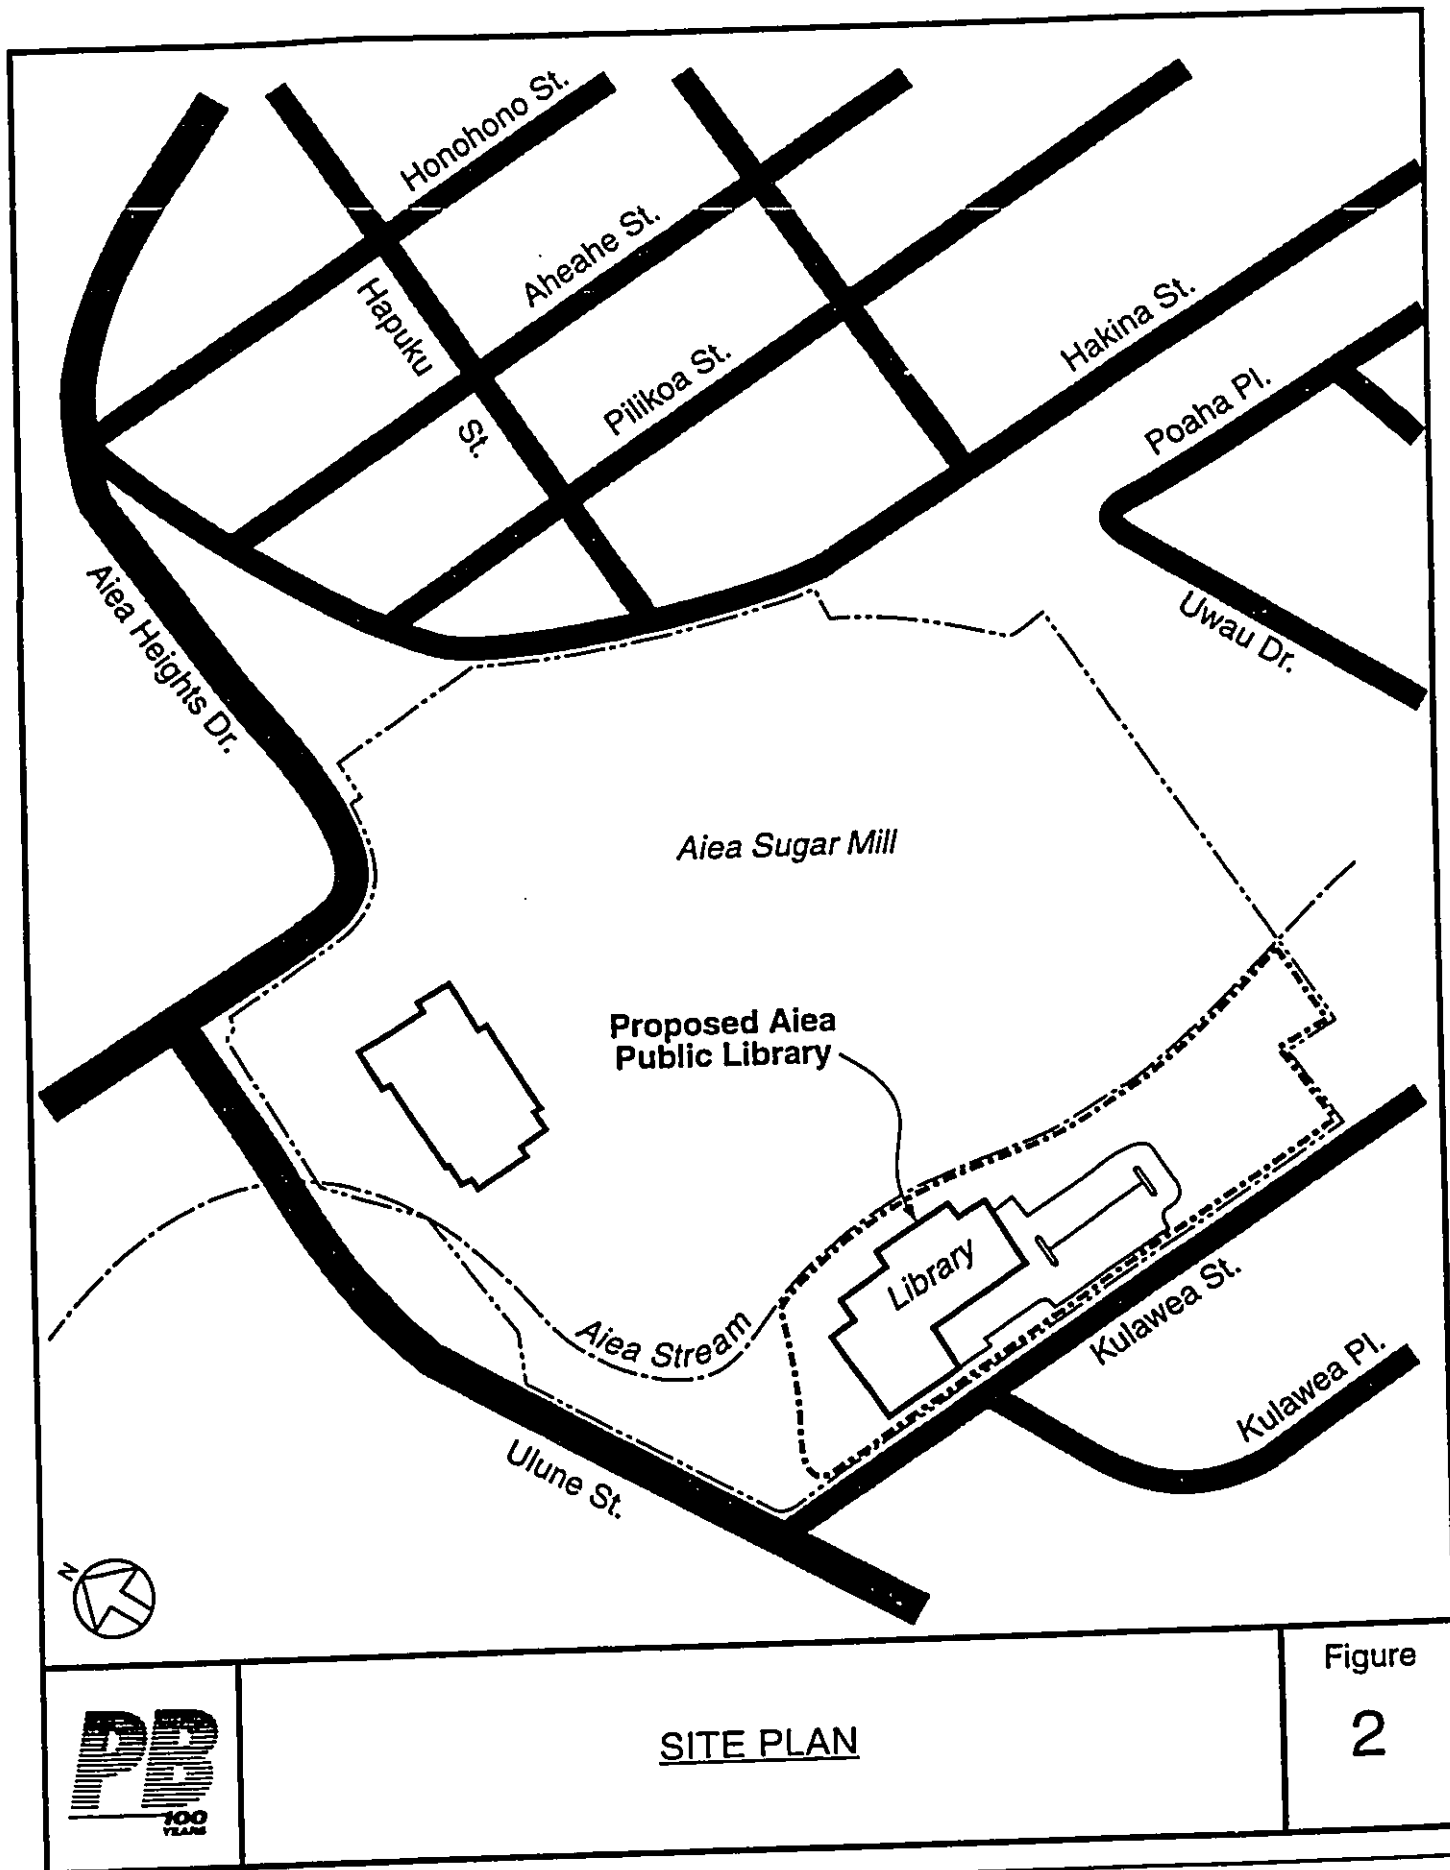 Honohono St.
Aheahe St.
Hapuku
St.
Pilikoa St.
Hakina St.
Poaha Pl.
Uwau Dr.
Aiea Heights Dr.
Aiea Sugar Mill
Proposed Aiea
Public Library
Library
Aiea Stream
Kulawea St.
Kulawea Pl.
Ulune St.
N
PB
100
YEARS
SITE PLAN
Figure
2